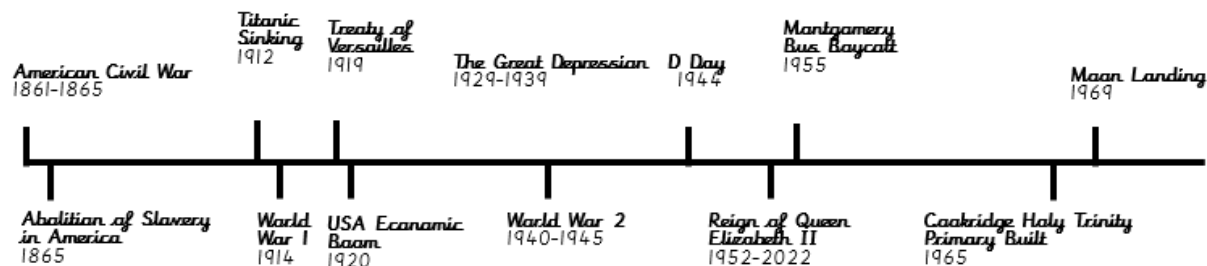 American Civil War
1861-1865
Titanic
Sinking
1912
Treaty of
Versailles
1919
The Great Depression
1929-1939
D Day
1944
Montgomery
Bus Boycott
1955
Moon Landing
1969
Abolition of Slavery
in America
1865
World
War 1
1914
USA Economic
Boom
1920
World War 2
1940-1945
Reign of Queen
Elizabeth II
1952-2022
Cookridge Holy Trinity
Primary Built
1965